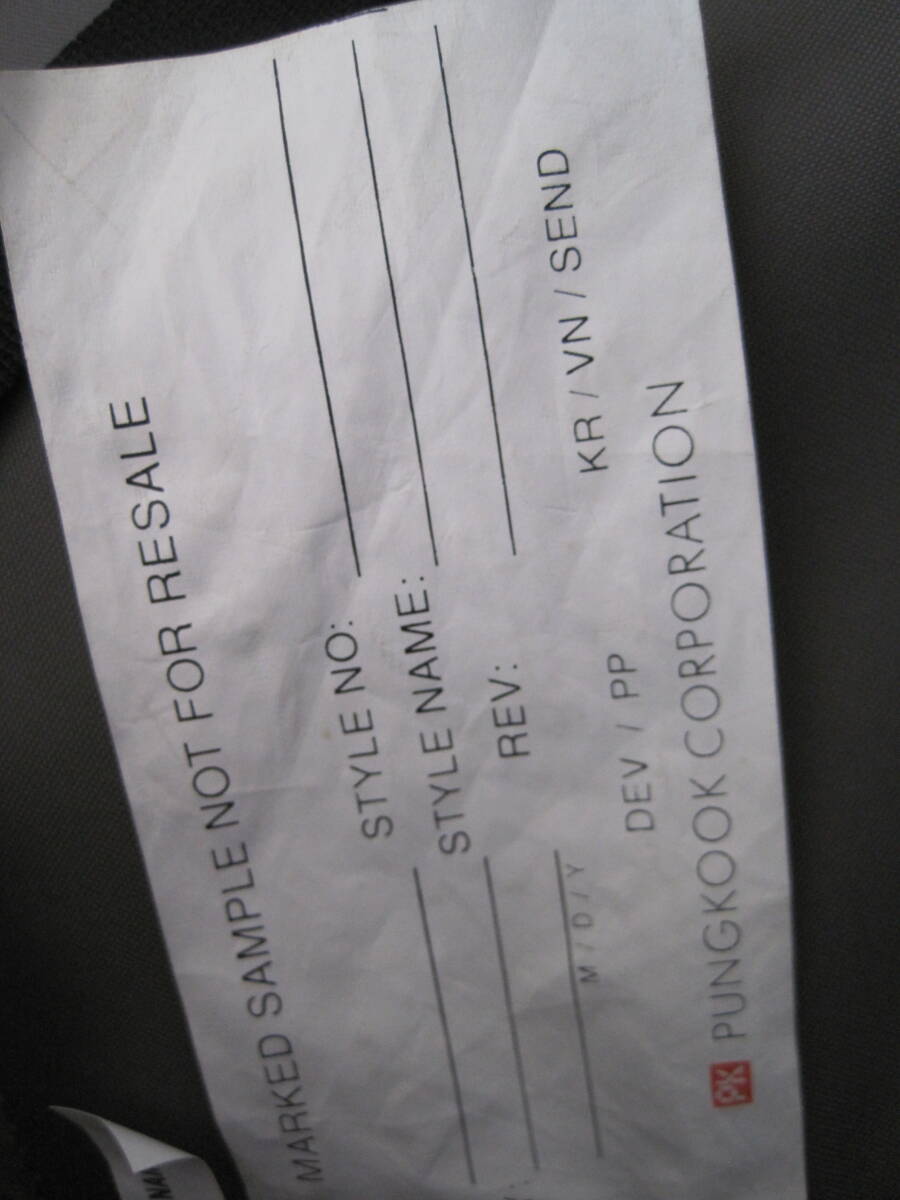 MARKED SAMPLE NOT FOR RESALE
STYLE NO:
STYLE NAME:
REV:
M / D / Y
DEV / PP KR / VN / SEND
PK PUNGKOOK CORPORATION